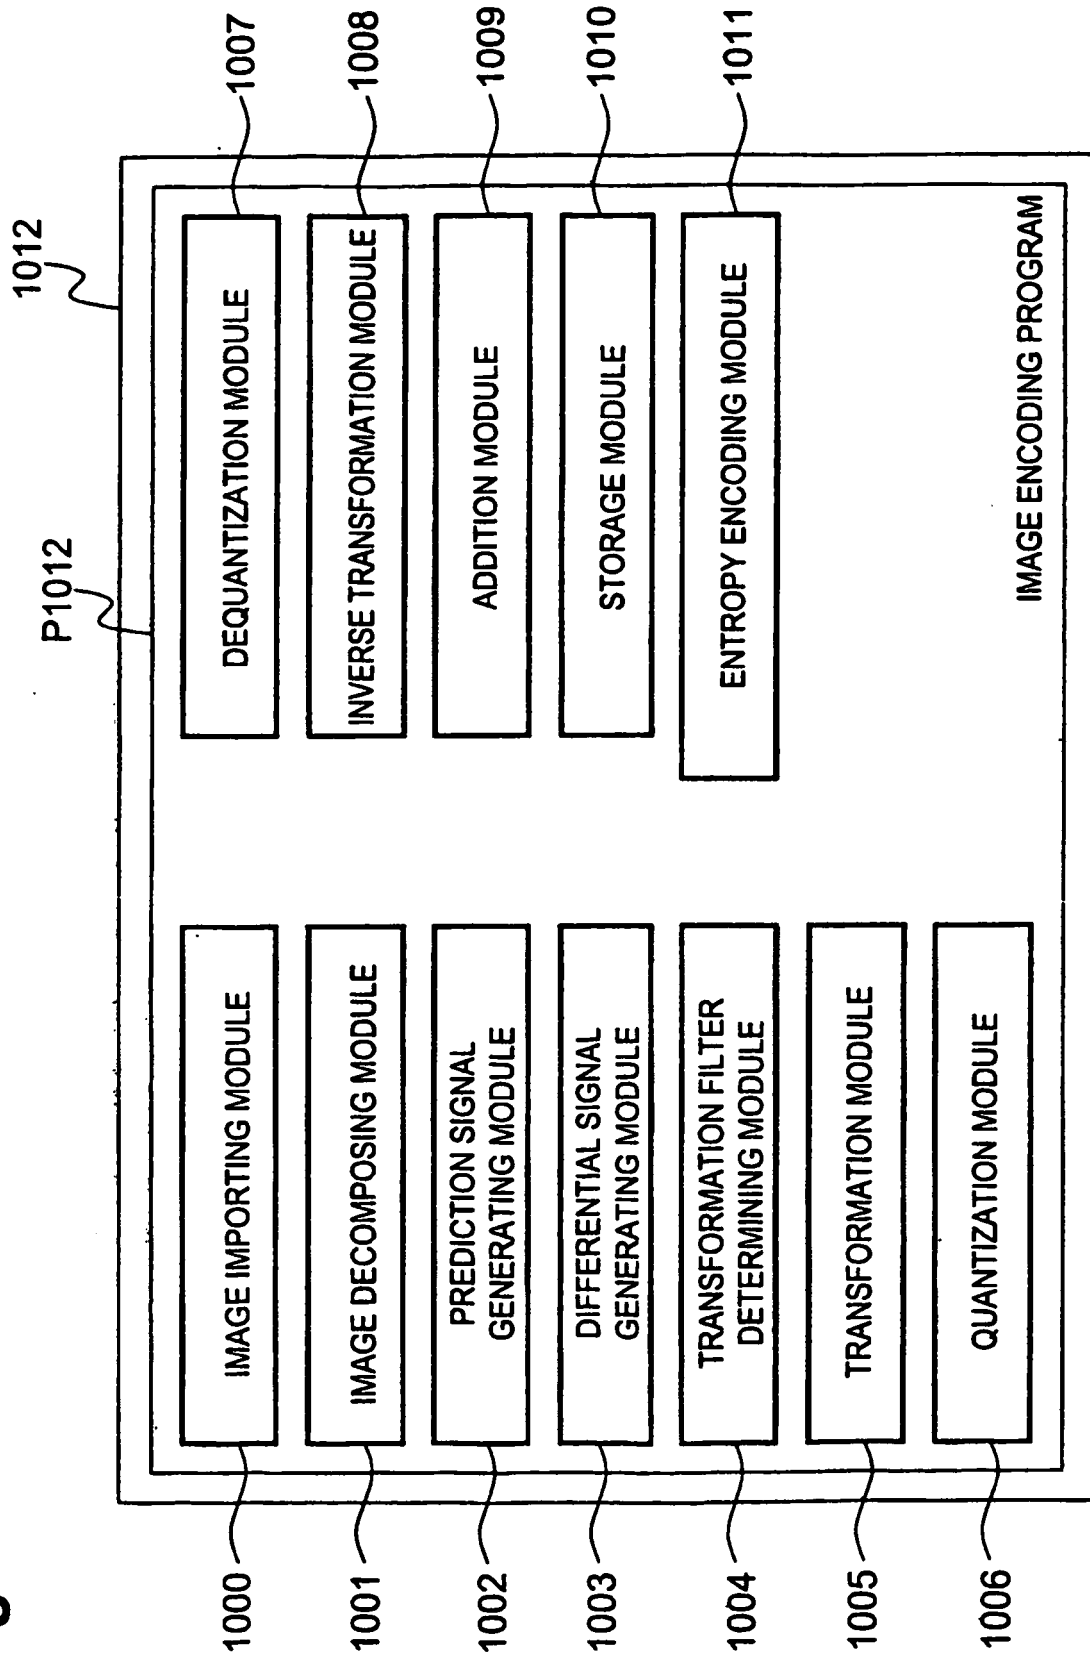 1012
P1012
1000
IMAGE IMPORTING MODULE
1001
IMAGE DECOMPOSING MODULE
1002
PREDICTION SIGNAL
GENERATING MODULE
1003
DIFFERENTIAL SIGNAL
GENERATING MODULE
1004
TRANSFORMATION FILTER
DETERMINING MODULE
1005
TRANSFORMATION MODULE
1006
QUANTIZATION MODULE
DEQUANTIZATION MODULE
1007
INVERSE TRANSFORMATION MODULE
1008
ADDITION MODULE
1009
STORAGE MODULE
1010
ENTROPY ENCODING MODULE
1011
IMAGE ENCODING PROGRAM